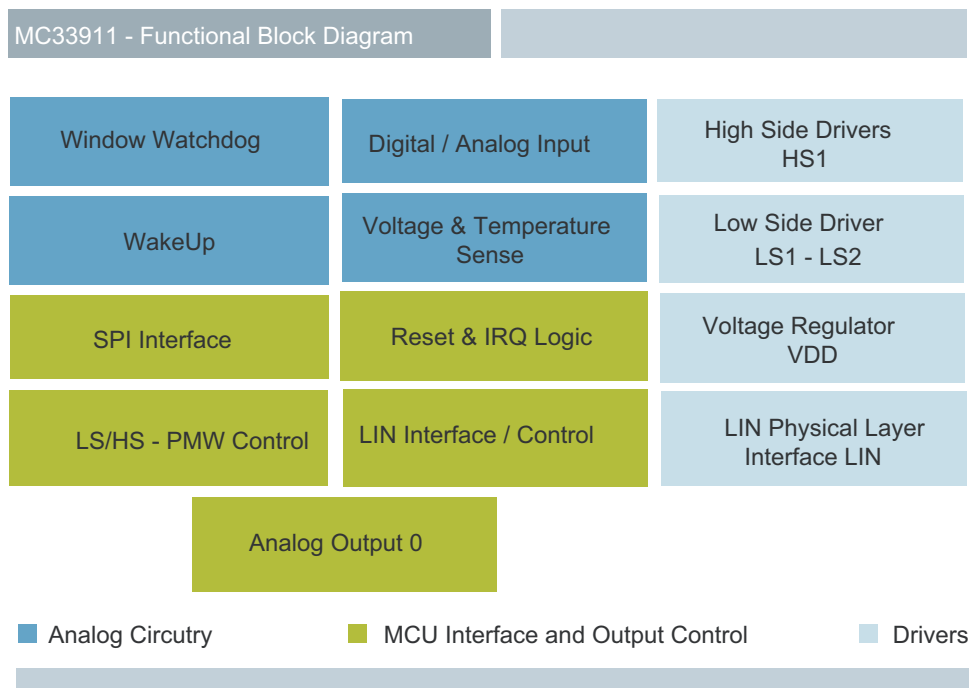 MC33911 - Functional Block Diagram
Window Watchdog
Digital / Analog Input
High Side Drivers
HS1
WakeUp
Voltage & Temperature
Sense
Low Side Driver
LS1 - LS2
SPI Interface
Reset & IRQ Logic
Voltage Regulator
VDD
LS/HS - PMW Control
LIN Interface / Control
LIN Physical Layer
Interface LIN
Analog Output 0
Analog Circutry
MCU Interface and Output Control
Drivers